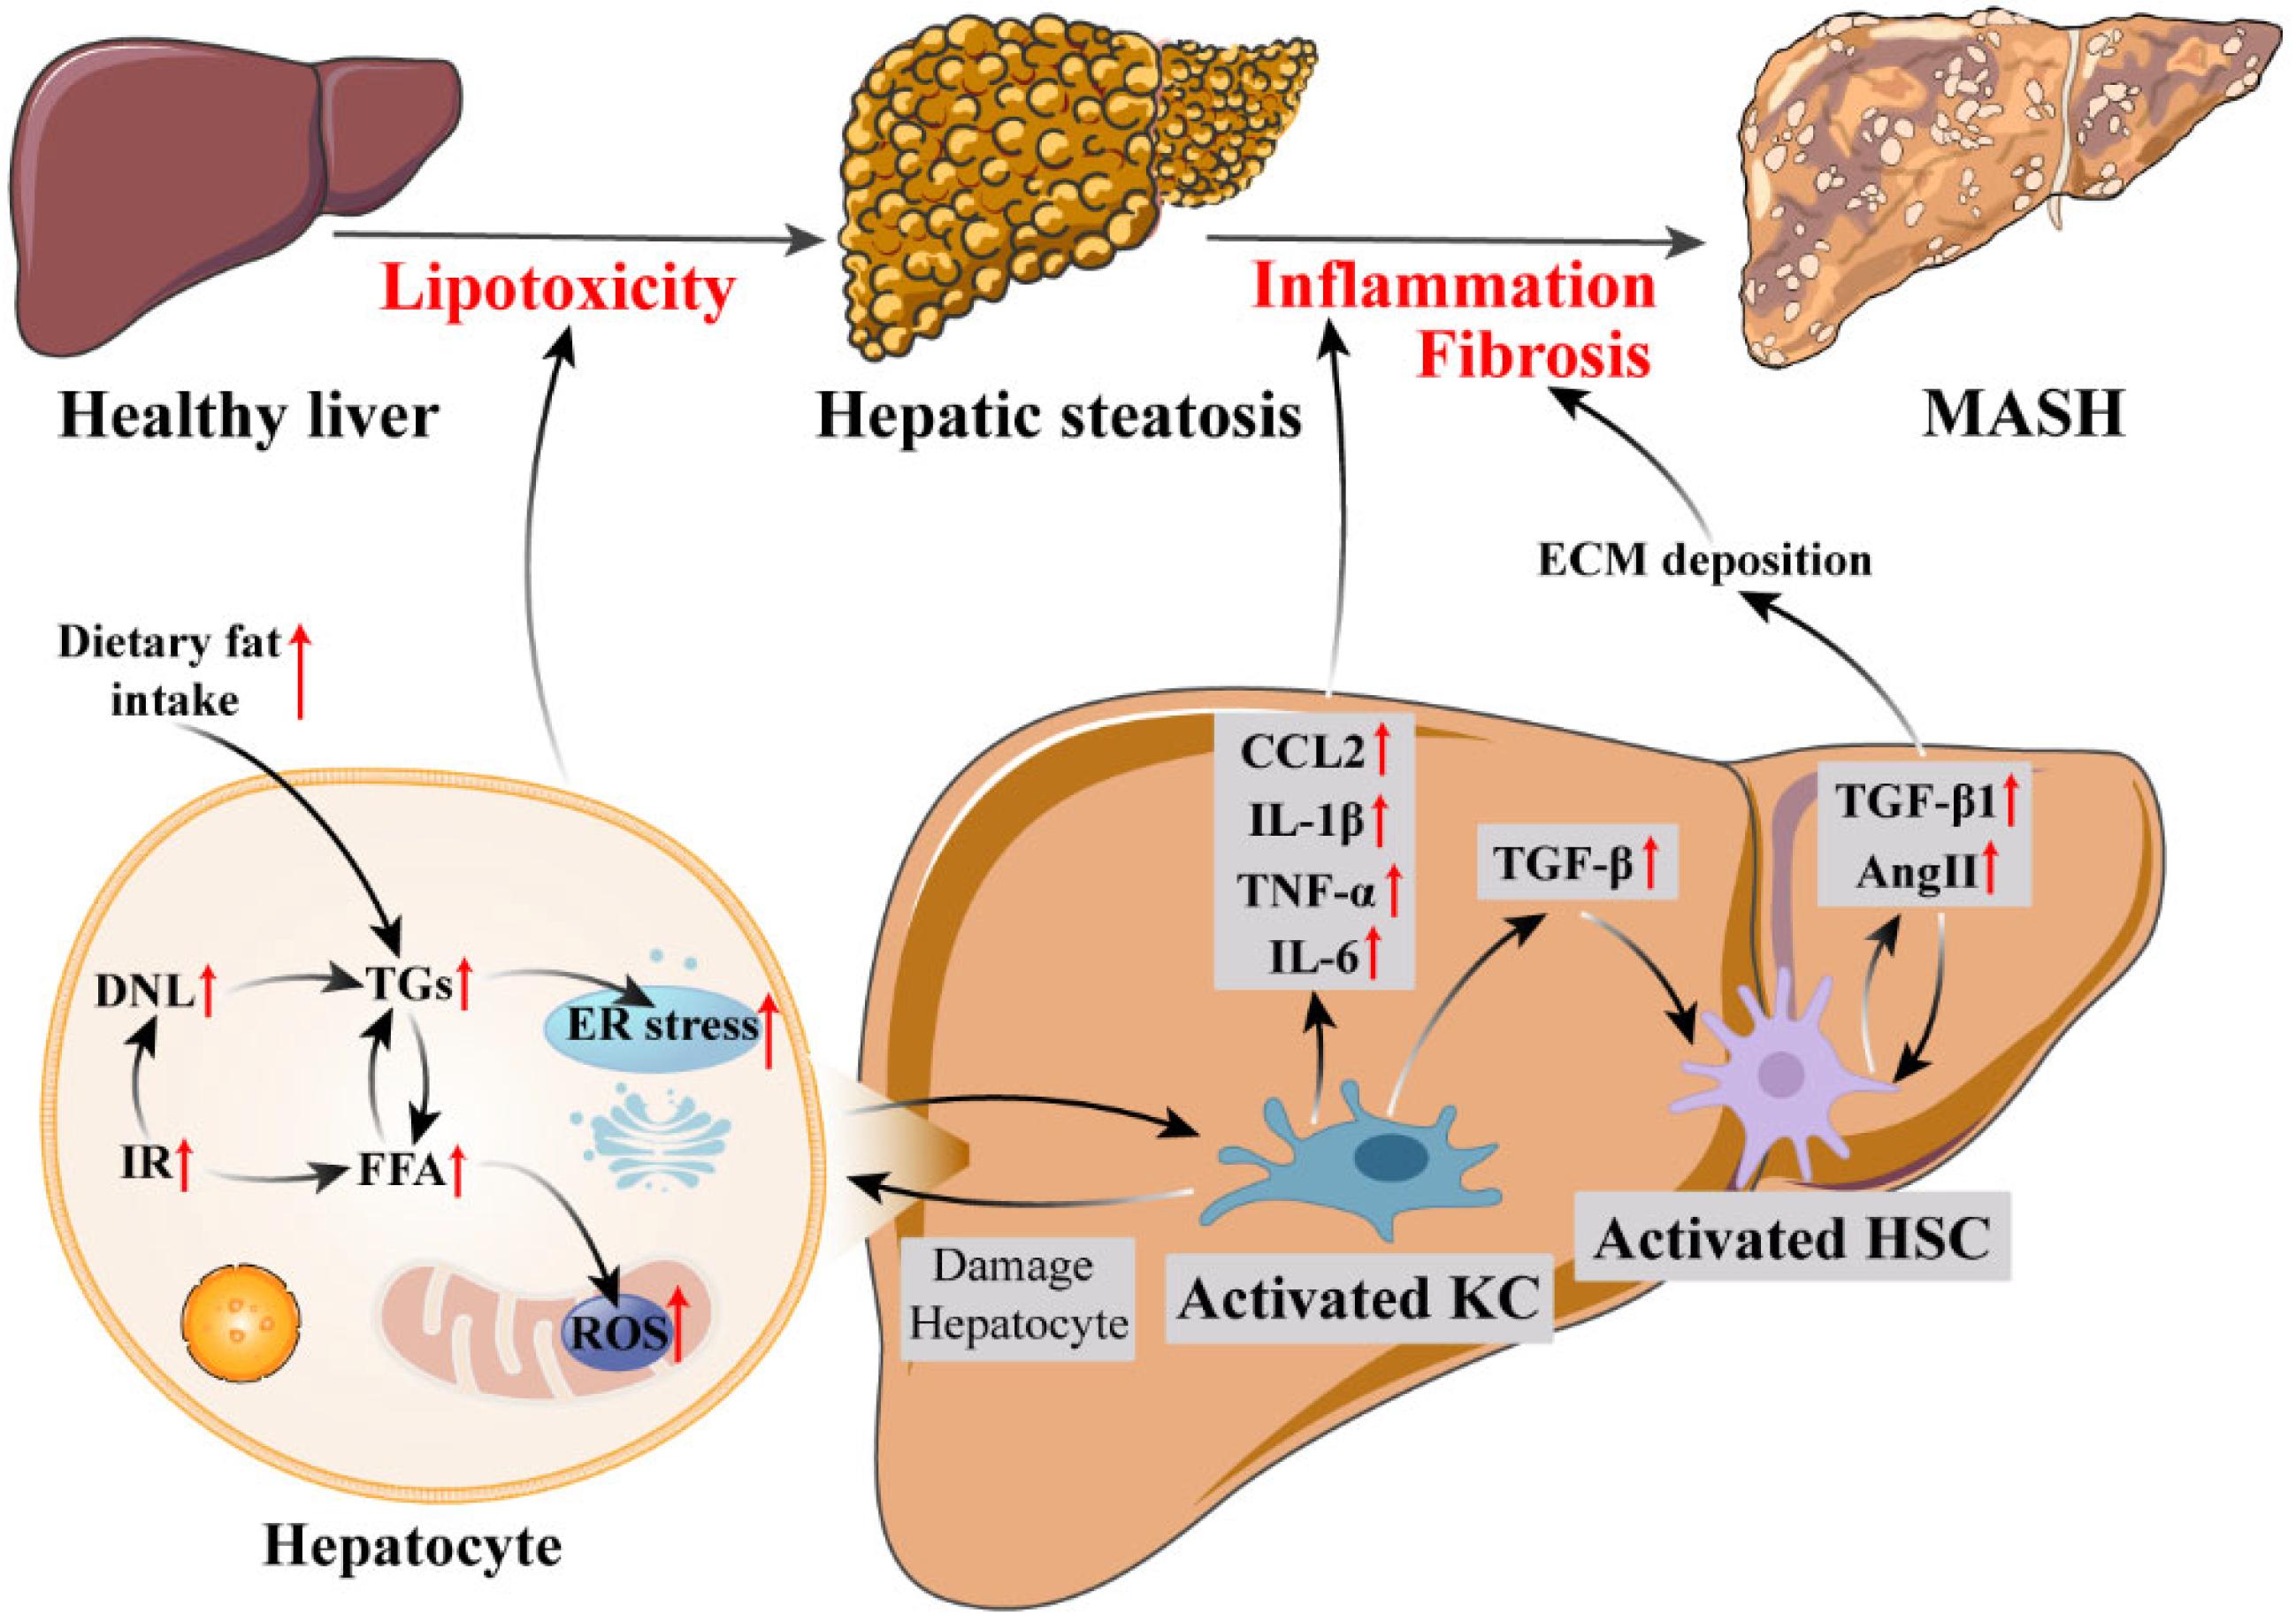 Lipotoxicity
Inflammation
Fibrosis
Healthy liver
Hepatic steatosis
MASH
ECM deposition
Dietary fat
intake
DNL
TGs
ER stress
IR
FFA
ROS
Hepatocyte
CCL2
IL-1β
TNF-α
IL-6
TGF-β
TGF-β1
AngII
Damage
Hepatocyte
Activated KC
Activated HSC